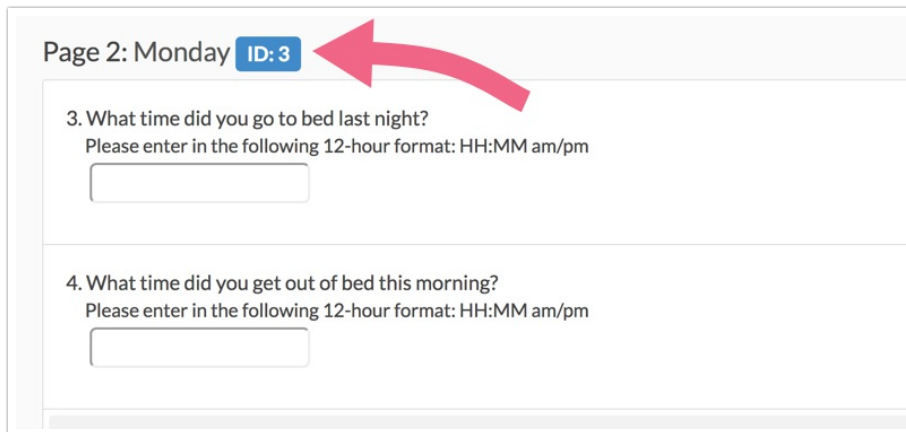 Page 2: Monday ID: 3
3. What time did you go to bed last night?
Please enter in the following 12-hour format: HH:MM am/pm
4. What time did you get out of bed this morning?
Please enter in the following 12-hour format: HH:MM am/pm